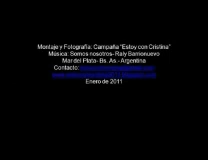 Montaje y Fotografía: Campaña "Estoy con Cristina"
Música: Somos nosotros- Raly Barrionuevo
Mar del Plata- Bs. As.- Argentina
Contacto:
Enero de 2011